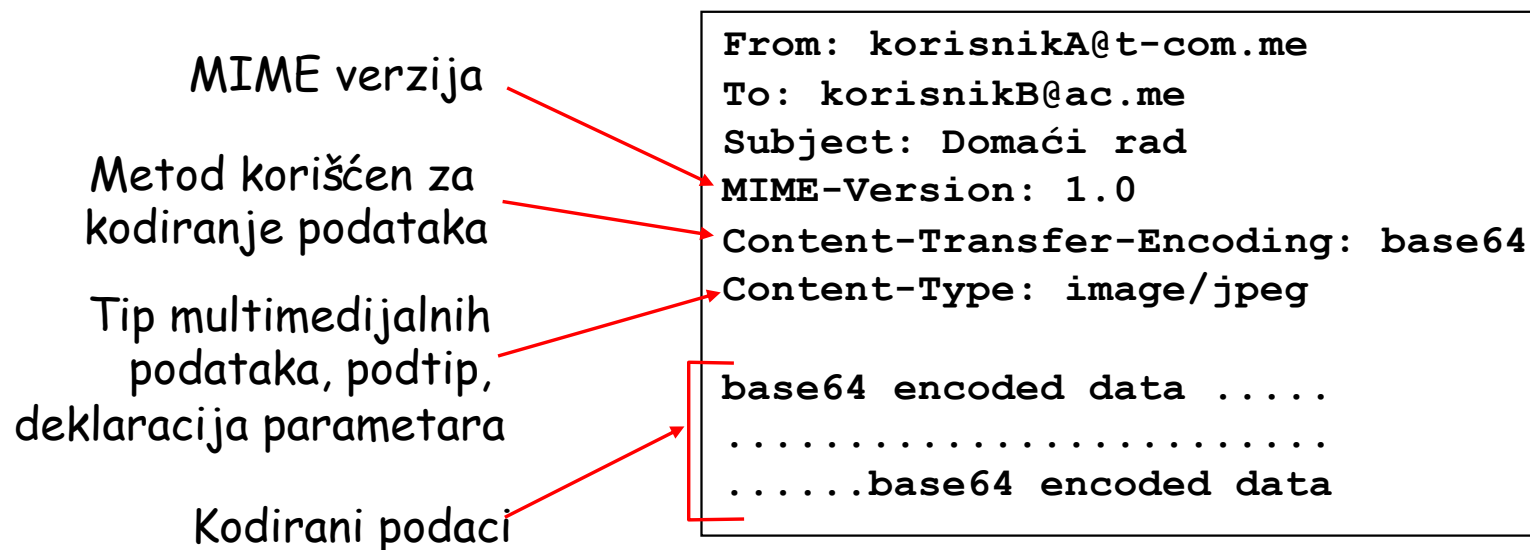 MIME verzija
Metod korišćen za
kodiranje podataka
Tip multimedijalnih
podataka, podtip,
deklaracija parametara
Kodirani podaci
From: korisnikA@t-com.me
To: korisnikB@ac.me
Subject: Domaći rad
MIME-Version: 1.0
Content-Transfer-Encoding: base64
Content-Type: image/jpeg
base64 encoded data .....
.........................
......base64 encoded data